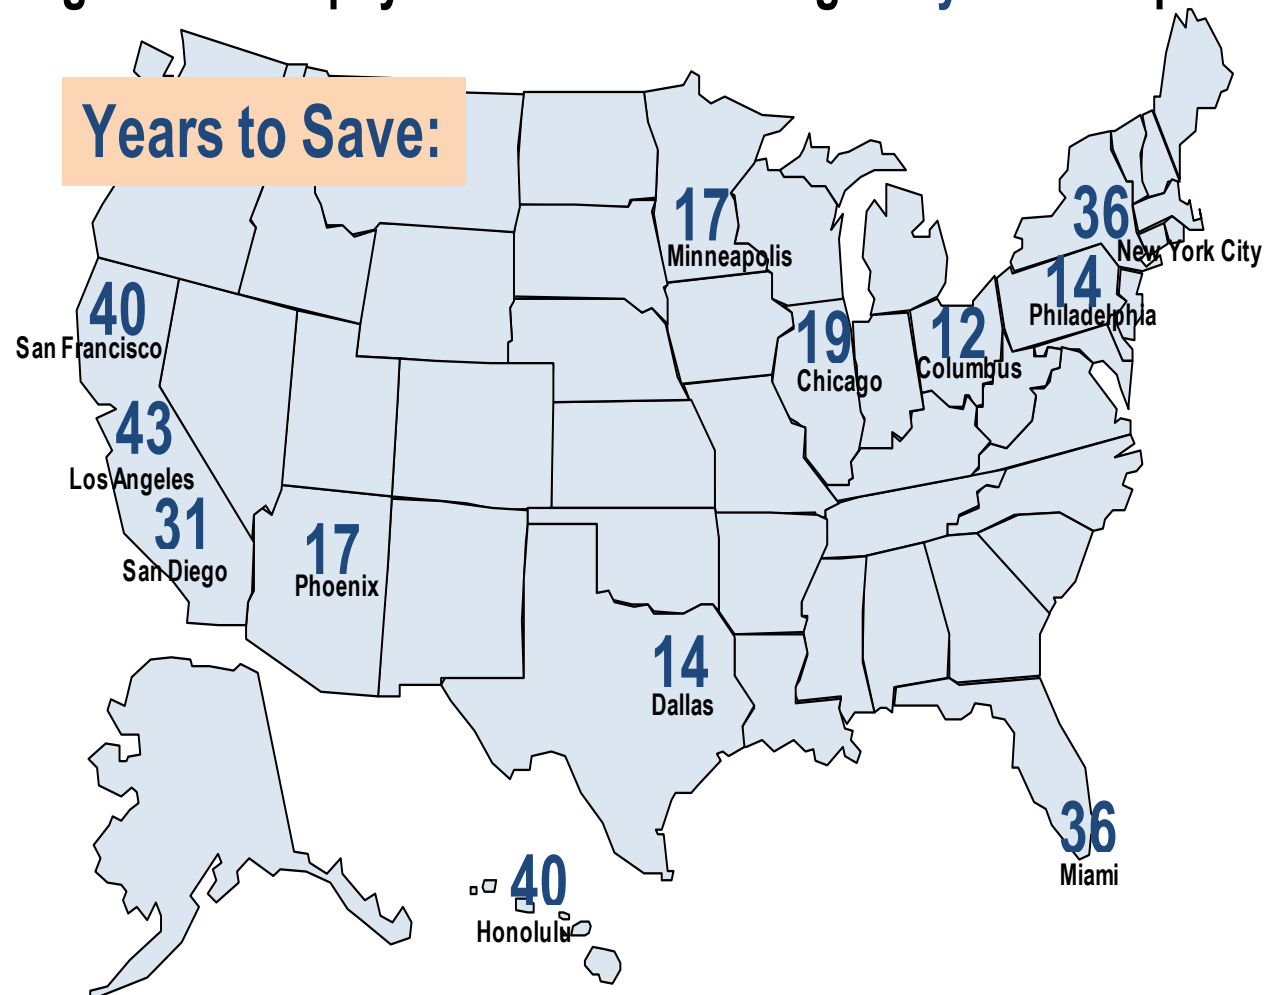 Years to Save:
17
Minneapolis
36
New York City
14
Philadelphia
40
San Francisco
19
Chicago
12
Columbus
43
Los Angeles
31
San Diego
17
Phoenix
14
Dallas
36
Miami
40
Honolulu